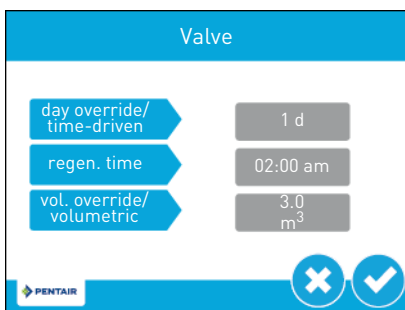 Valve
day override/
time-driven
1 d
regen. time
02:00 am
vol. override/
volumetric
3.0
m³
PENTAIR